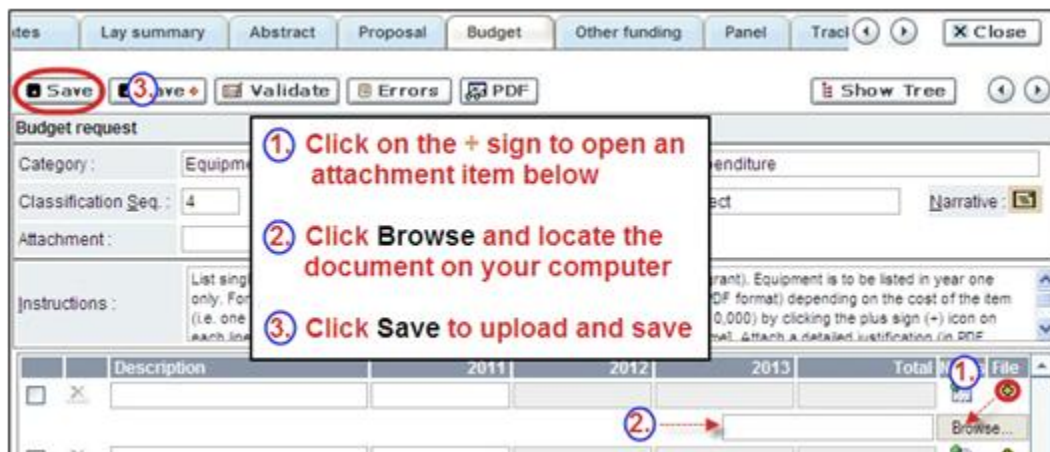 tes Lay summary Abstract Proposal Budget Other funding Panel Track X Close
Save 3. ve Validate Errors PDF Show Tree
Budget request
Category : Equipme enditure
Classification Seq. : 4 ect Narrative :
Attachment :
1. Click on the + sign to open an
attachment item below
2. Click Browse and locate the
document on your computer
3. Click Save to upload and save
Instructions :
List singl rant). Equipment is to be listed in year one
only. For DF format) depending on the cost of the item
(i.e. one 0,000) by clicking the plus sign (+) icon on
each line me]. Attach a detailed justification (in PDF
Description 2011 2012 2013 Total 1. File
2. Browse...